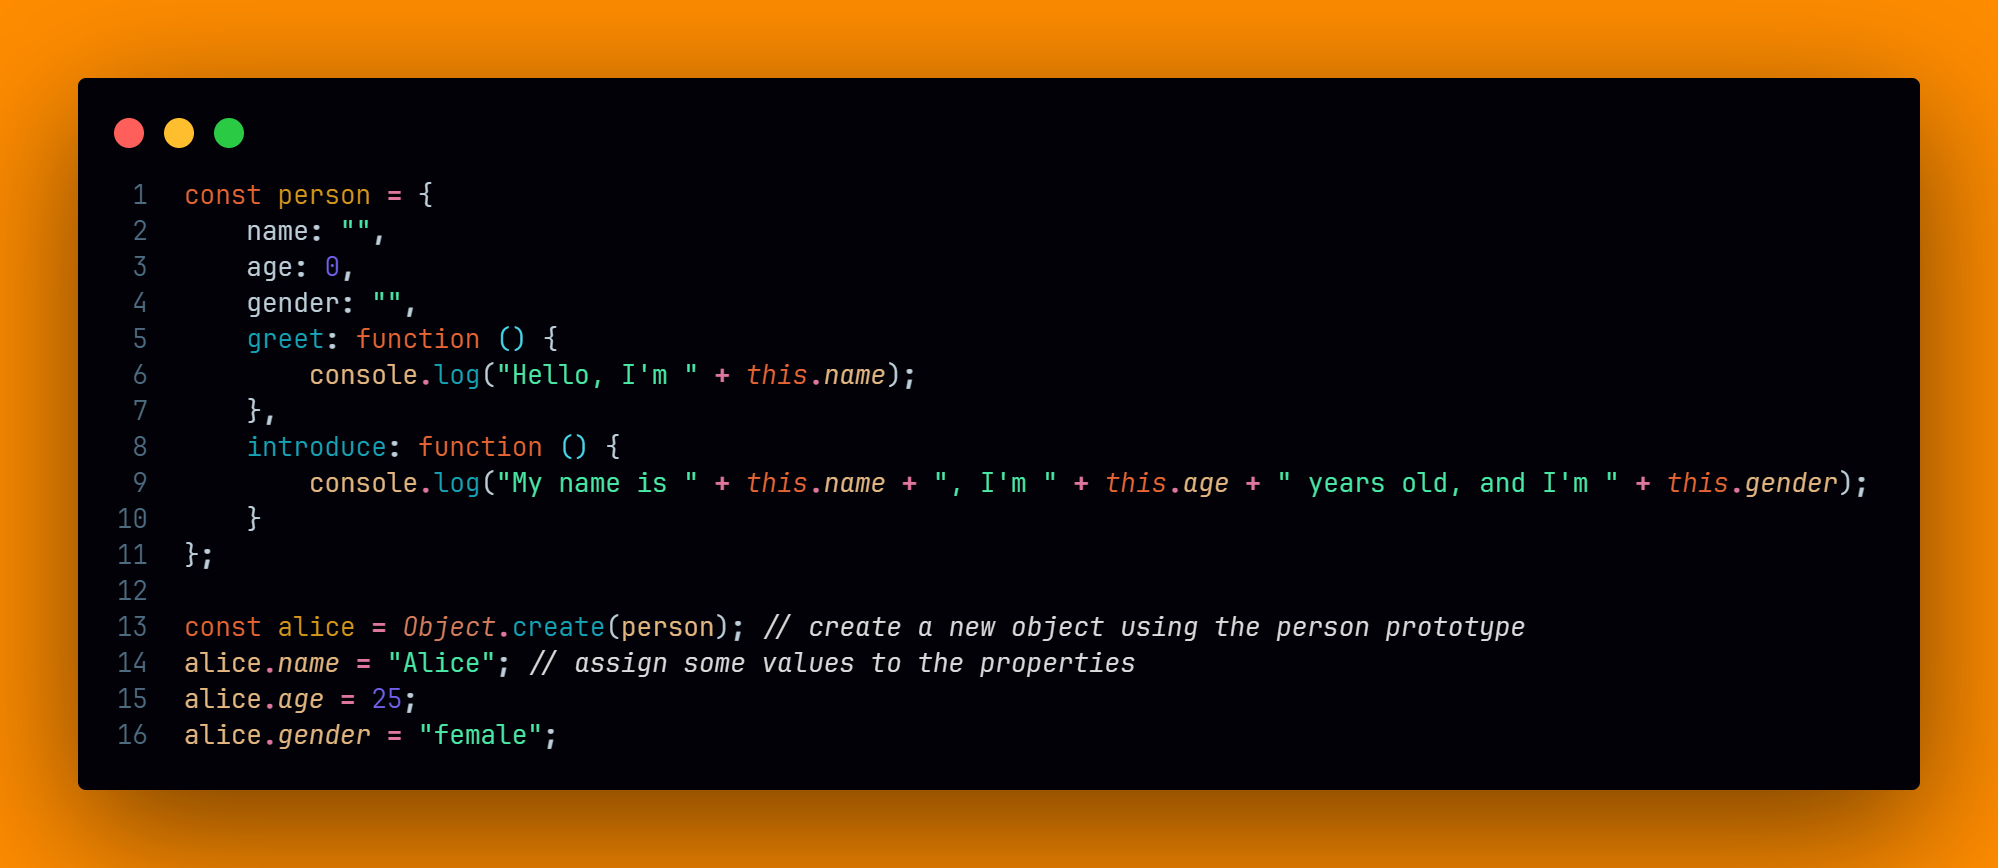 1 const person = {
2     name: "",
3     age: 0,
4     gender: "",
5     greet: function () {
6         console.log("Hello, I'm " + this.name);
7     },
8     introduce: function () {
9         console.log("My name is " + this.name + ", I'm " + this.age + " years old, and I'm " + this.gender);
10     }
11 };
12
13 const alice = Object.create(person); // create a new object using the person prototype
14 alice.name = "Alice"; // assign some values to the properties
15 alice.age = 25;
16 alice.gender = "female";